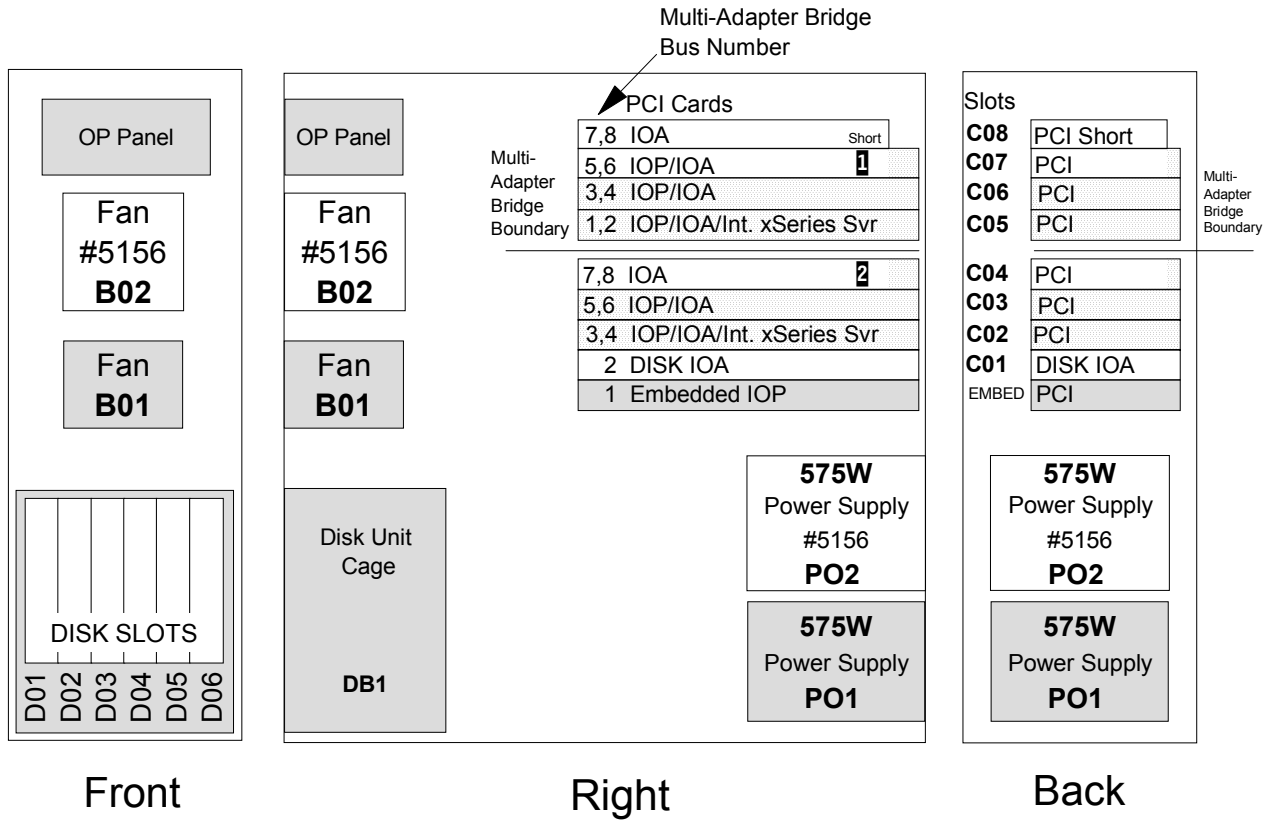 Multi-Adapter Bridge
Bus Number
OP Panel
Fan
#5156
B02
Fan
B01
DISK SLOTS
D01
D02
D03
D04
D05
D06
Front
OP Panel
Fan
#5156
B02
Fan
B01
Disk Unit
Cage
DB1
PCI Cards
Multi-
Adapter
Bridge
Boundary
7,8 IOA Short
5,6 IOP/IOA 1
3,4 IOP/IOA
1,2 IOP/IOA/Int. xSeries Svr
7,8 IOA 2
5,6 IOP/IOA
3,4 IOP/IOA/Int. xSeries Svr
2 DISK IOA
1 Embedded IOP
575W
Power Supply
#5156
PO2
575W
Power Supply
PO1
Right
Slots
C08 PCI Short
C07 PCI
C06 PCI
C05 PCI
Multi-
Adapter
Bridge
Boundary
C04 PCI
C03 PCI
C02 PCI
C01 DISK IOA
EMBED PCI
575W
Power Supply
#5156
PO2
575W
Power Supply
PO1
Back